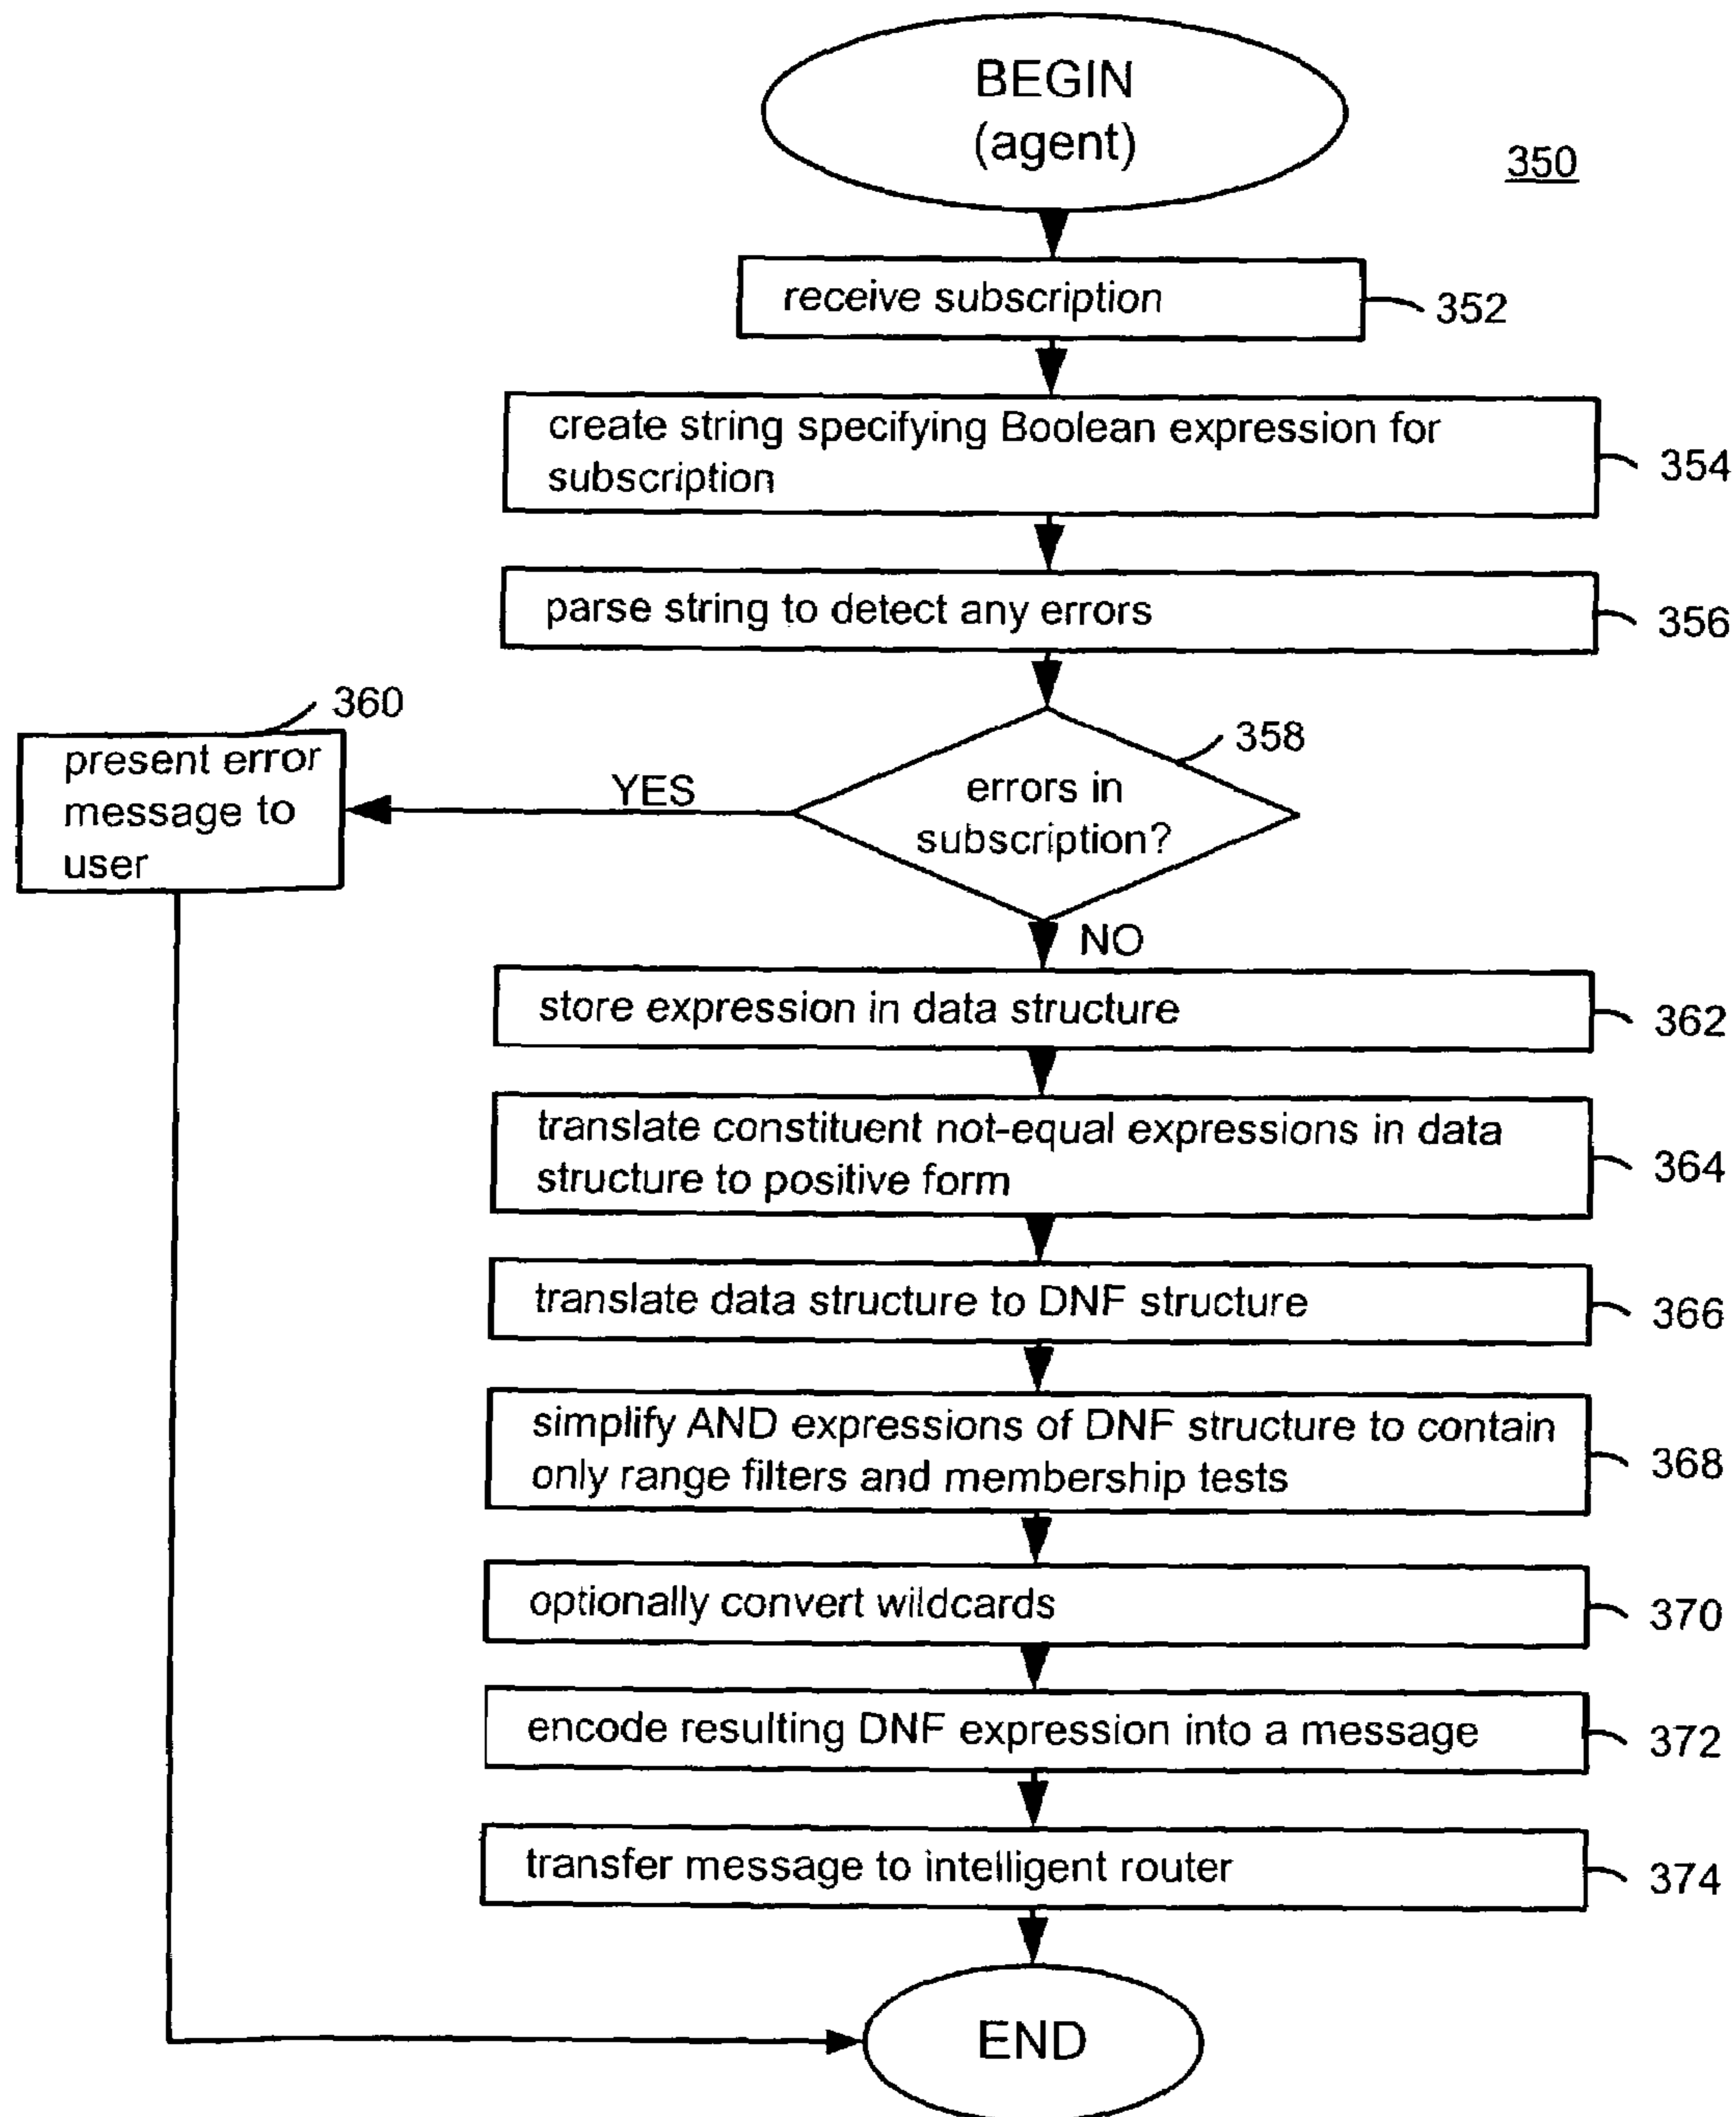 BEGIN
(agent)
350
receive subscription
352
create string specifying Boolean expression for
subscription
354
parse string to detect any errors
356
360
present error
message to
user
YES
358
errors in
subscription?
NO
store expression in data structure
362
translate constituent not-equal expressions in data
structure to positive form
364
translate data structure to DNF structure
366
simplify AND expressions of DNF structure to contain
only range filters and membership tests
368
optionally convert wildcards
370
encode resulting DNF expression into a message
372
transfer message to intelligent router
374
END